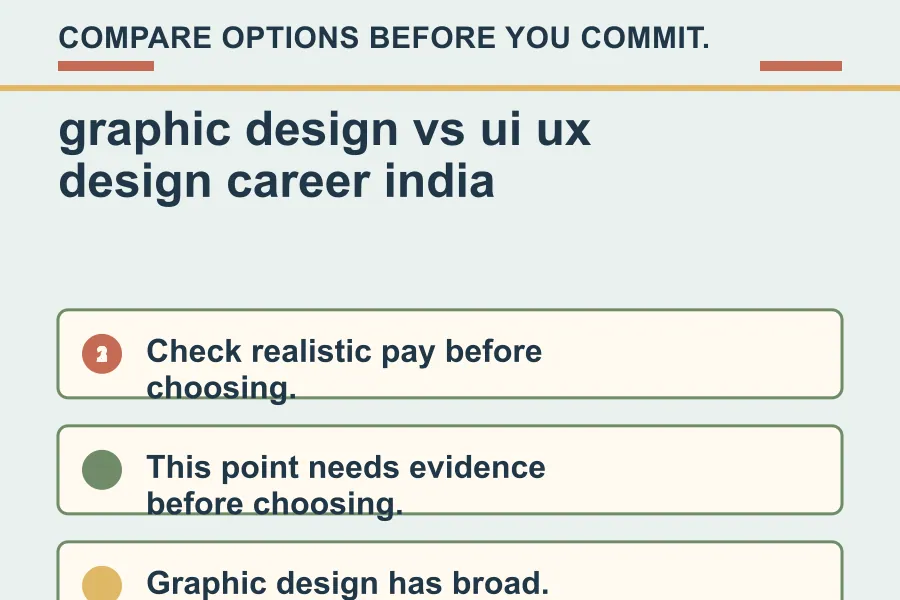 COMPARE OPTIONS BEFORE YOU COMMIT.
graphic design vs ui ux
design career india
Check realistic pay before
choosing.
This point needs evidence
before choosing.
Graphic design has broad.